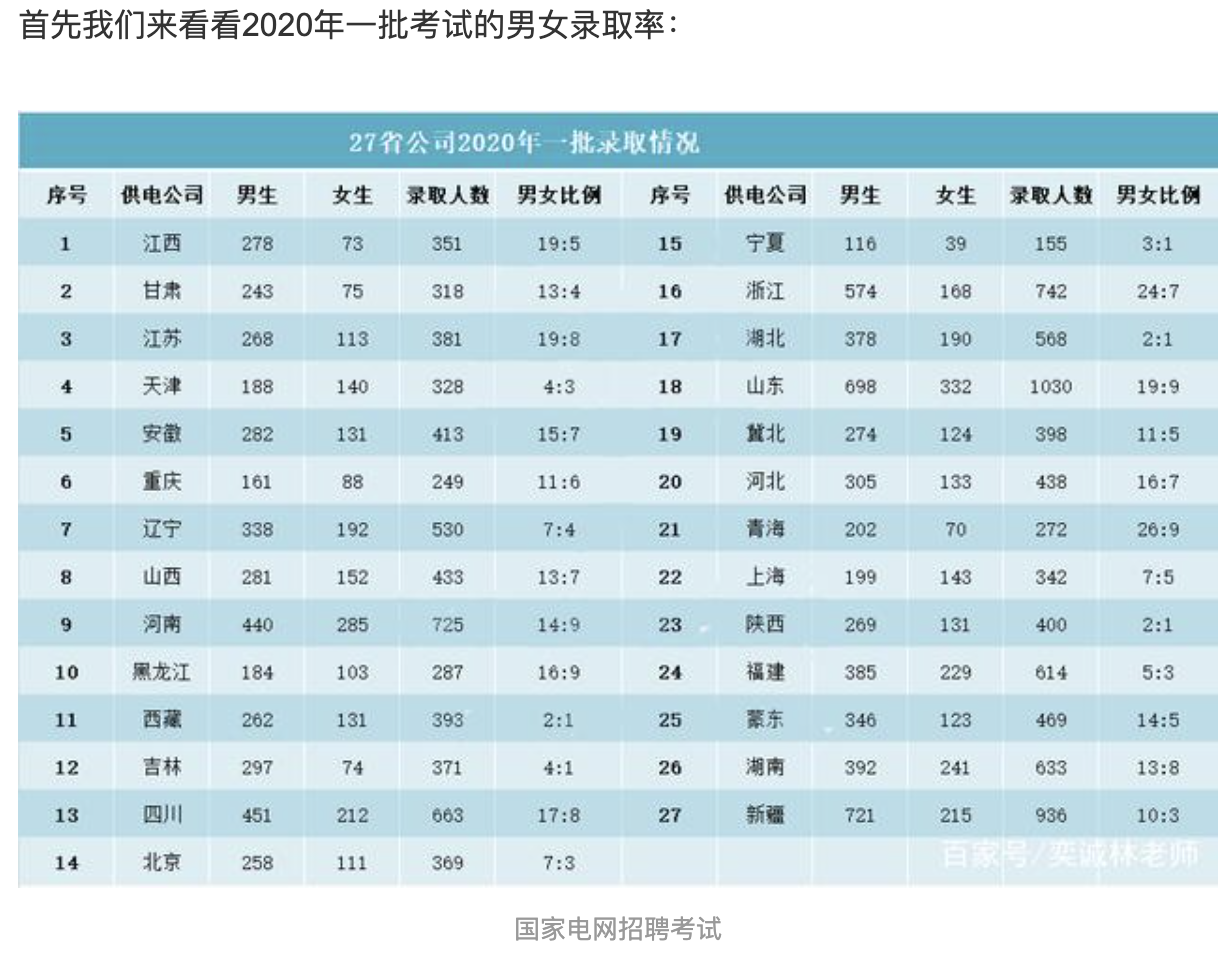 首先我们来看看2020年一批考试的男女录取率：
27省公司2020年一批录取情况
序号 供电公司 男生 女生 录取人数 男女比例 序号 供电公司 男生 女生 录取人数 男女比例
1 江西 278 73 351 19:5 15 宁夏 116 39 155 3:1
2 甘肃 243 75 318 13:4 16 浙江 574 168 742 24:7
3 江苏 268 113 381 19:8 17 湖北 378 190 568 2:1
4 天津 188 140 328 4:3 18 山东 698 332 1030 19:9
5 安徽 282 131 413 15:7 19 冀北 274 124 398 11:5
6 重庆 161 88 249 11:6 20 河北 305 133 438 16:7
7 辽宁 338 192 530 7:4 21 青海 202 70 272 26:9
8 山西 281 152 433 13:7 22 上海 199 143 342 7:5
9 河南 440 285 725 14:9 23 陕西 269 131 400 2:1
10 黑龙江 184 103 287 16:9 24 福建 385 229 614 5:3
11 西藏 262 131 393 2:1 25 蒙东 346 123 469 14:5
12 吉林 297 74 371 4:1 26 湖南 392 241 633 13:8
13 四川 451 212 663 17:8 27 新疆 721 215 936 10:3
14 北京 258 111 369 7:3
百家号/奕诚林老师
国家电网招聘考试